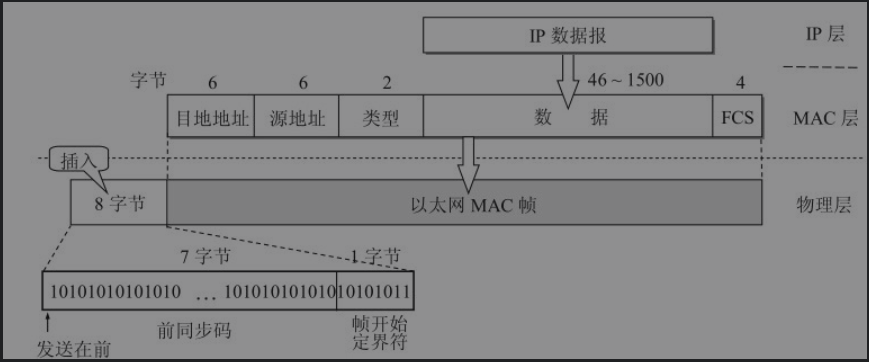 IP 数据报
IP 层
字节 6 6 2 46~1500 4
目地地址 源地址 类型 数 据 FCS
MAC 层
插入
8 字节 以太网 MAC 帧
物理层
7 字节 1 字节
10101010101010 … 101010101010 10101011
前同步码
帧开始
定界符
发送在前